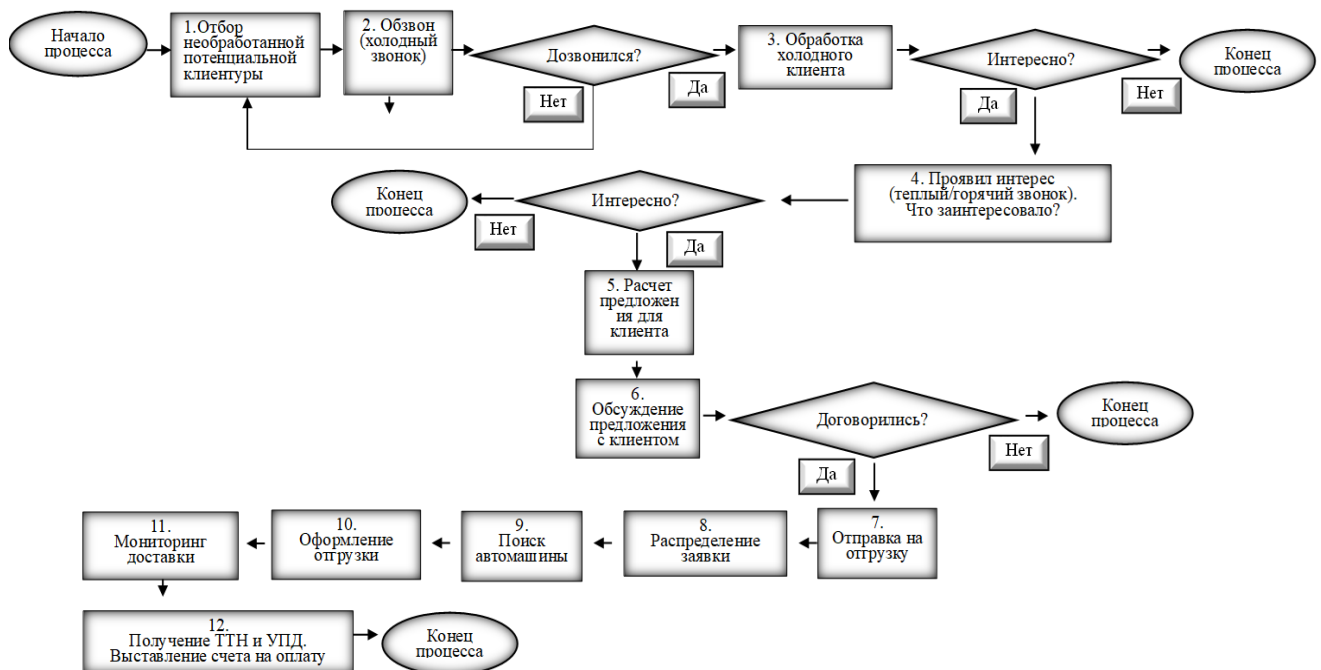 Начало
процесса
1.Отбор
необработанной
потенциальной
клиентуры
2. Обзвон
(холодный
звонок)
Дозвонился?
Нет
Да
3. Обработка
холодного
клиента
Интересно?
Да
Нет
Конец
процесса
4. Проявил интерес
(теплый/горячий звонок).
Что заинтересовало?
Интересно?
Конец
процесса
Нет
Да
5. Расчет
предложен
ия для
клиента
6.
Обсуждение
предложения
с клиентом
Договорились?
Конец
процесса
Нет
Да
7.
Отправка на
отгрузку
8.
Распределение
заявки
9.
Поиск
автомашины
10.
Оформление
отгрузки
11.
Мониторинг
доставки
12.
Получение ТТН и УПД.
Выставление счета на оплату
Конец
процесса